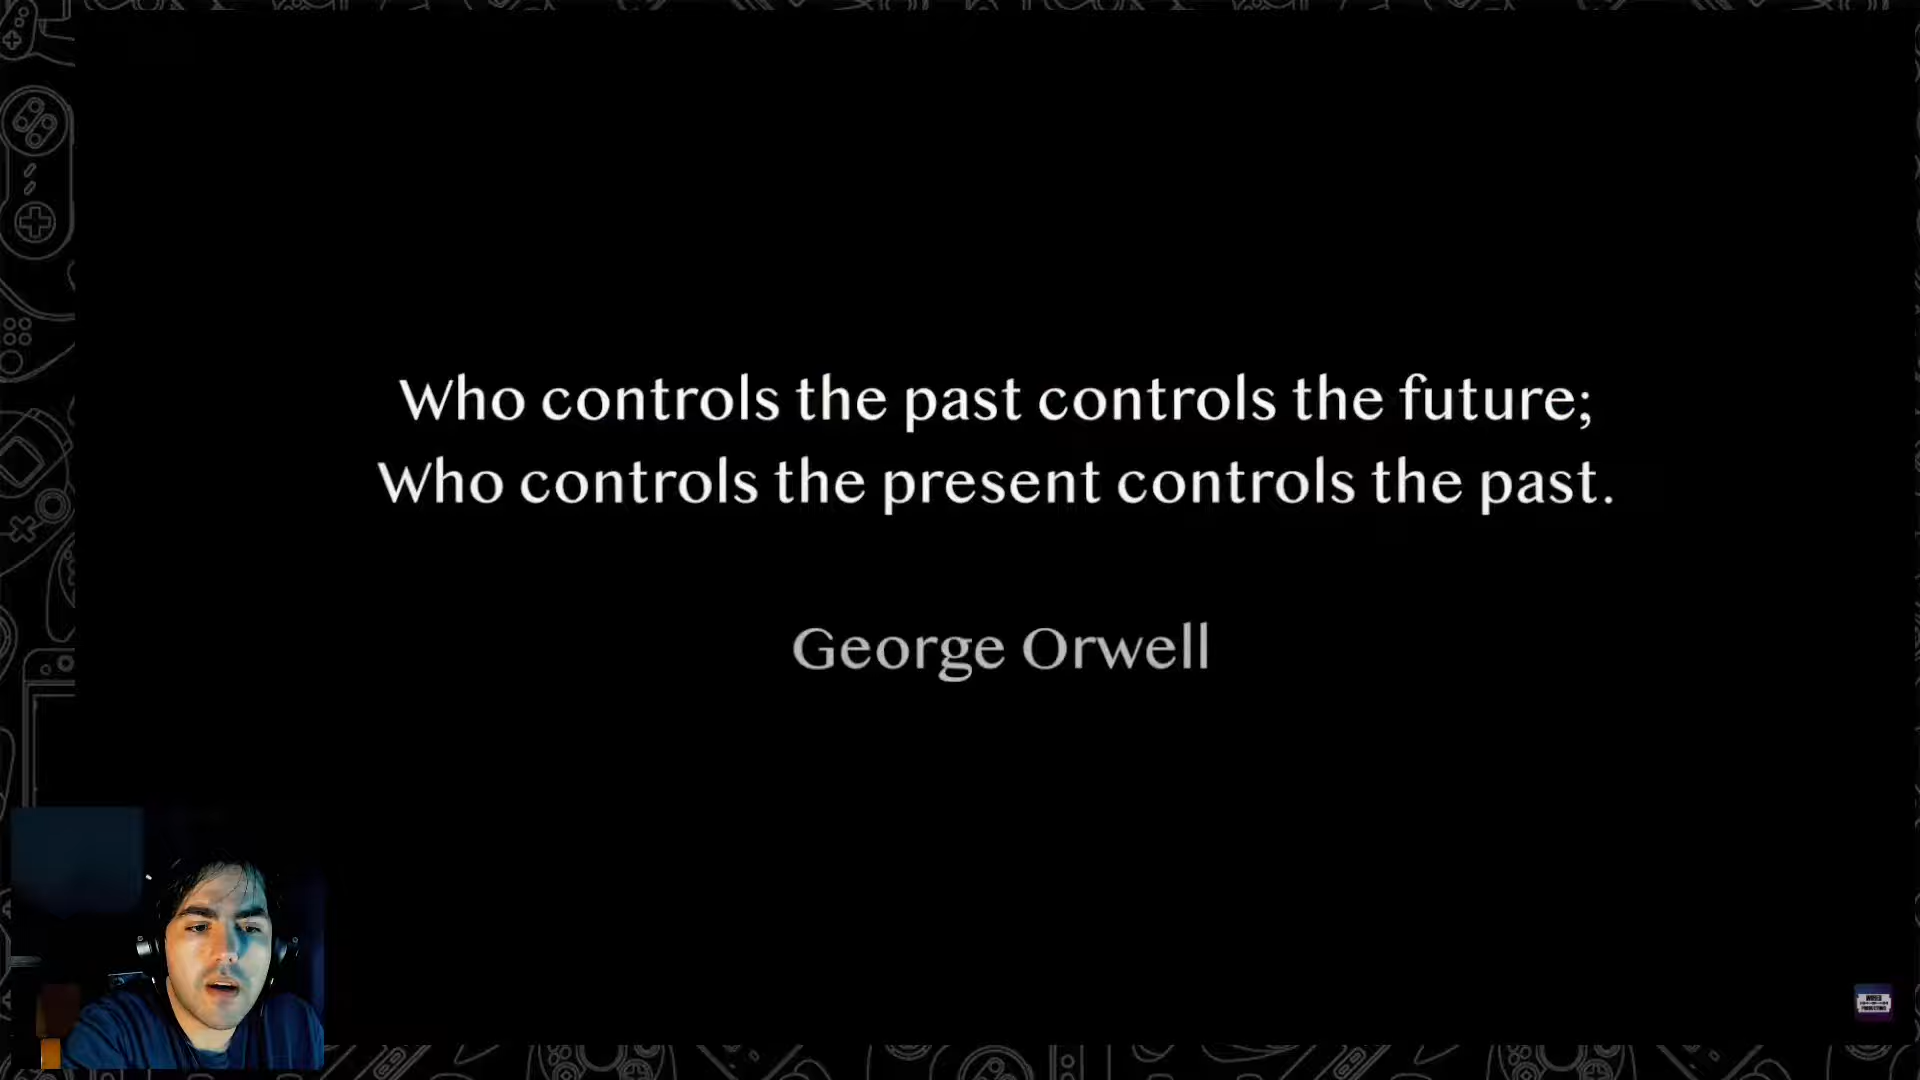 Who controls the past controls the future;
Who controls the present controls the past.
George Orwell